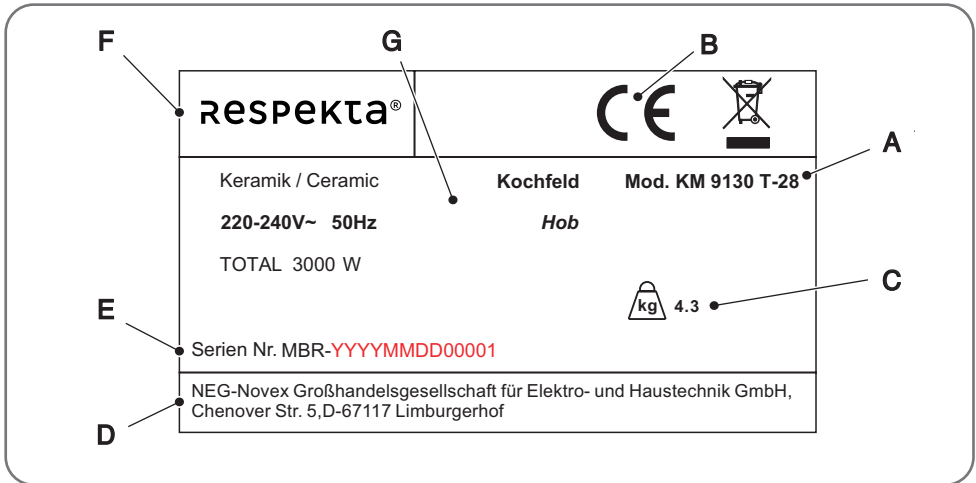 F G B
Respekta®
CE
A
Keramik / Ceramic Kochfeld Mod. KM 9130 T-28
220-240V~ 50Hz Hob
TOTAL 3000 W
C
kg 4.3
E
Serien Nr. MBR-YYYYMMDD00001
NEG-Novex Großhandelsgesellschaft für Elektro- und Haustechnik GmbH,
Chenover Str. 5,D-67117 Limburgerhof
D